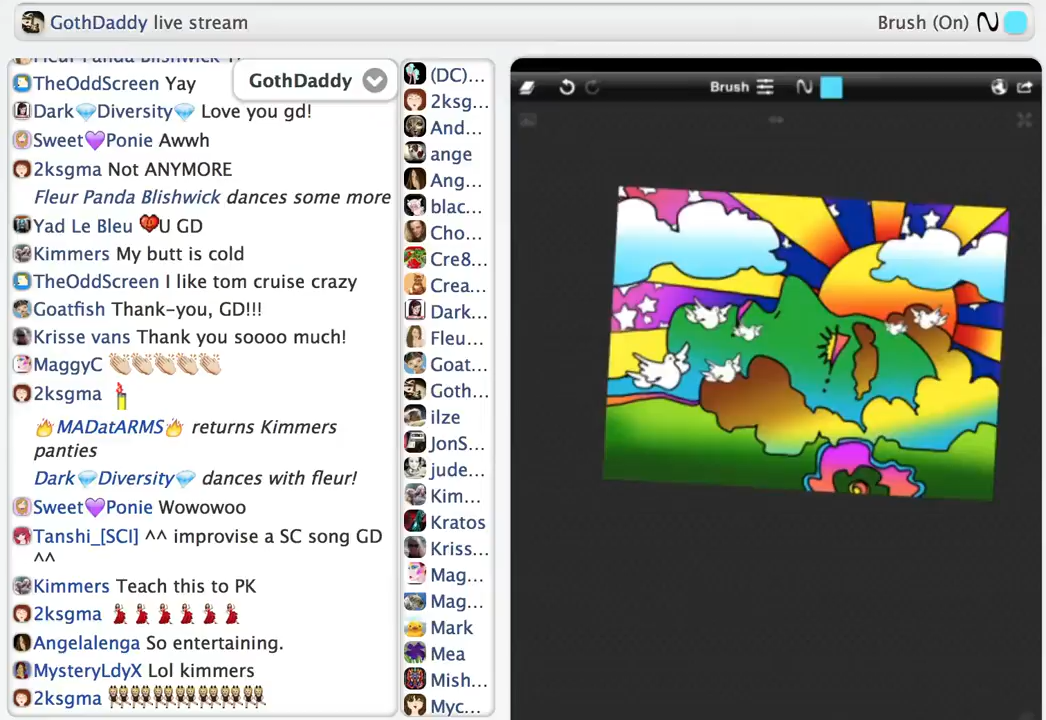 GothDaddy live stream
Brush (On)
GothDaddy
TheOddScreen Yay
Dark💎Diversity💎 Love you gd!
Sweet💜Ponie Awwh
2ksgma Not ANYMORE
Fleur Panda Blishwick dances some more
Yad Le Bleu U GD
Kimmers My butt is cold
TheOddScreen I like tom cruise crazy
Goatfish Thank-you, GD!!!
Krisse vans Thank you soooo much!
MaggyC 👏👏👏👏👏
2ksgma
🔥MADatARMS🔥 returns Kimmers
panties
Dark💎Diversity💎 dances with fleur!
Sweet💜Ponie Wowowoo
Tanshi_[SCI] ^^ improvise a SC song GD
^^
Kimmers Teach this to PK
2ksgma 💃💃💃💃💃💃
Angelalenga So entertaining.
MysteryLdyX Lol kimmers
2ksgma
(DC)...
2ksg...
And...
ange
Ang...
blac...
Cho...
Cre8...
Crea...
Dark...
Fleu...
Goat...
Goth...
ilze
JonS...
jude...
Kim...
Kratos
Kriss...
Mag...
Mag...
Mark
Mea
Mish...
Myc...
Brush